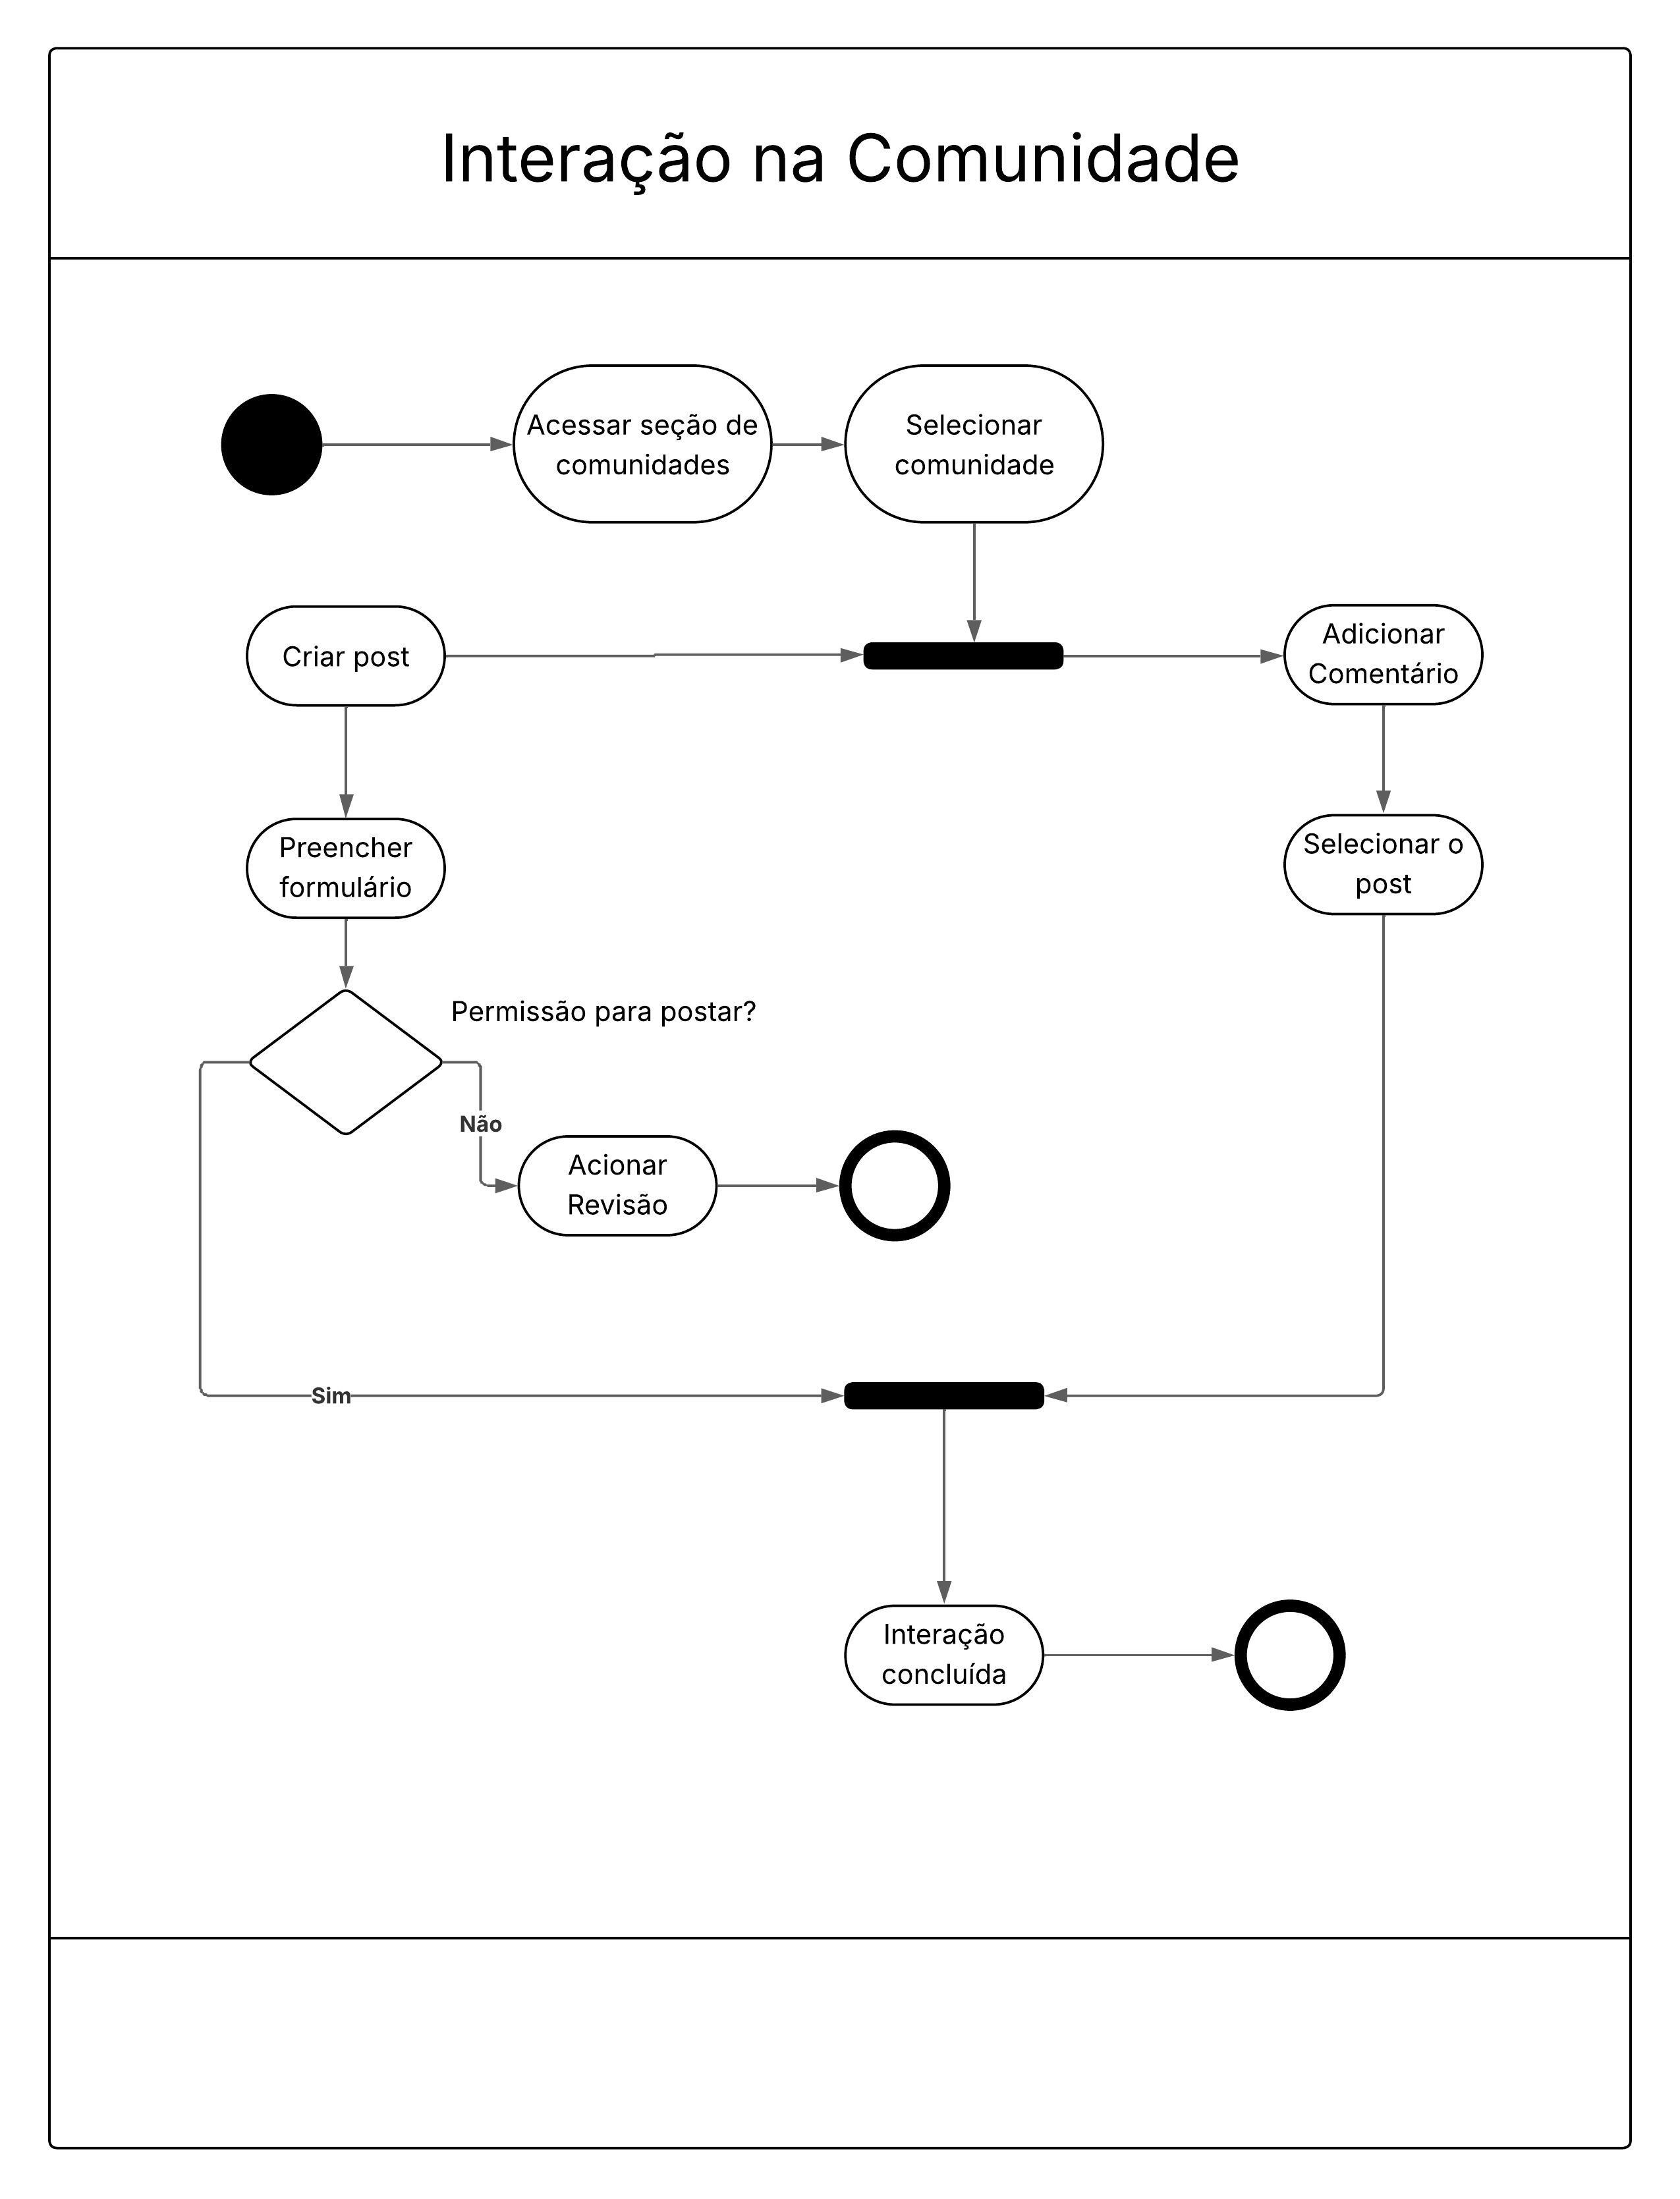 Interação na Comunidade
Acessar seção de
comunidades
Selecionar
comunidade
Criar post
Adicionar
Comentário
Preencher
formulário
Selecionar o
post
Permissão para postar?
Não
Acionar
Revisão
Sim
Interação
concluída